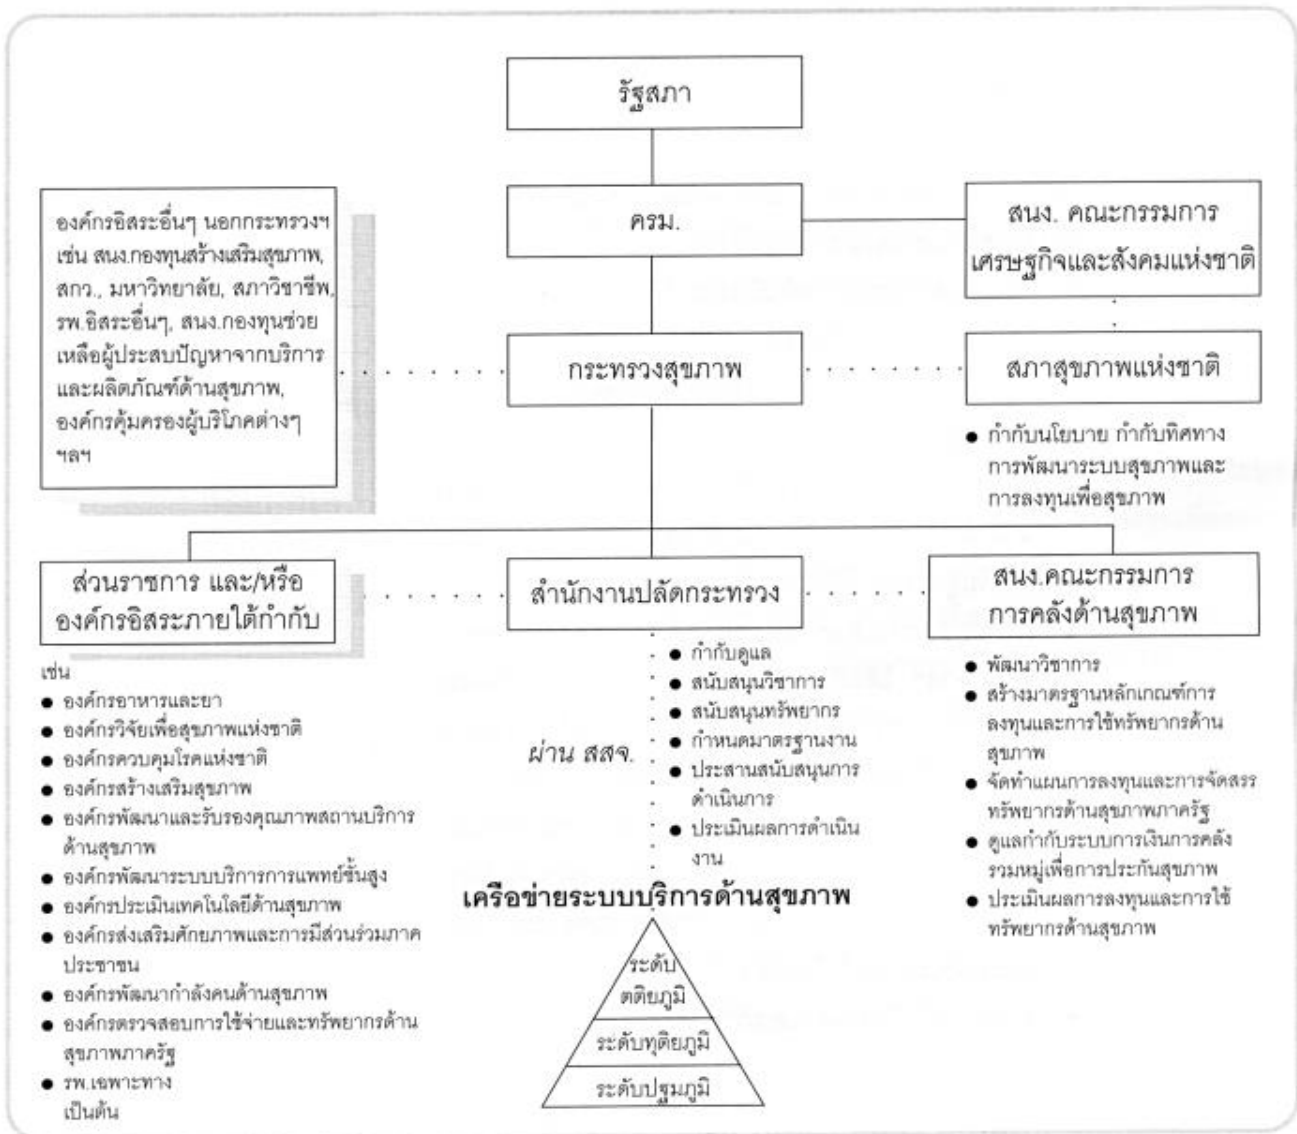 รัฐสภา
ครม.
สนง. คณะกรรมการ
เศรษฐกิจและสังคมแห่งชาติ
องค์กรอิสระอื่นๆ นอกกระทรวงฯ
เช่น สนง.กองทุนสร้างเสริมสุขภาพ,
สกว., มหาวิทยาลัย, สภาวิชาชีพ,
รพ.อิสระอื่นๆ, สนง.กองทุนช่วย
เหลือผู้ประสบปัญหาจากบริการ
และผลิตภัณฑ์ด้านสุขภาพ,
องค์กรคุ้มครองผู้บริโภคต่างๆ
ฯลฯ
กระทรวงสุขภาพ
สภาสุขภาพแห่งชาติ
● กำกับนโยบาย กำกับทิศทาง
การพัฒนาระบบสุขภาพและ
การลงทุนเพื่อสุขภาพ
ส่วนราชการ และ/หรือ
องค์กรอิสระภายใต้กำกับ
เช่น
● องค์กรอาหารและยา
● องค์กรวิจัยเพื่อสุขภาพแห่งชาติ
● องค์กรควบคุมโรคแห่งชาติ
● องค์กรสร้างเสริมสุขภาพ
● องค์กรพัฒนาและรับรองคุณภาพสถานบริการ
ด้านสุขภาพ
● องค์กรพัฒนาระบบบริการการแพทย์ชั้นสูง
● องค์กรประเมินเทคโนโลยีด้านสุขภาพ
● องค์กรส่งเสริมศักยภาพและการมีส่วนร่วมภาค
ประชาชน
● องค์กรพัฒนากำลังคนด้านสุขภาพ
● องค์กรตรวจสอบการใช้จ่ายและทรัพยากรด้าน
สุขภาพภาครัฐ
● รพ.เฉพาะทาง
เป็นต้น
สำนักงานปลัดกระทรวง
● กำกับดูแล
● สนับสนุนวิชาการ
● สนับสนุนทรัพยากร
● กำหนดมาตรฐานงาน
● ประสานสนับสนุนการ
ดำเนินการ
● ประเมินผลการดำเนิน
งาน
ผ่าน สสจ.
เครือข่ายระบบบริการด้านสุขภาพ
ระดับ
ตติยภูมิ
ระดับทุติยภูมิ
ระดับปฐมภูมิ
สนง.คณะกรรมการ
การคลังด้านสุขภาพ
● พัฒนาวิชาการ
● สร้างมาตรฐานหลักเกณฑ์การ
ลงทุนและการใช้ทรัพยากรด้าน
สุขภาพ
● จัดทำแผนการลงทุนและการจัดสรร
ทรัพยากรด้านสุขภาพภาครัฐ
● ดูแลกำกับระบบการเงินการคลัง
รวมหมู่เพื่อการประกันสุขภาพ
● ประเมินผลการลงทุนและการใช้
ทรัพยากรด้านสุขภาพ